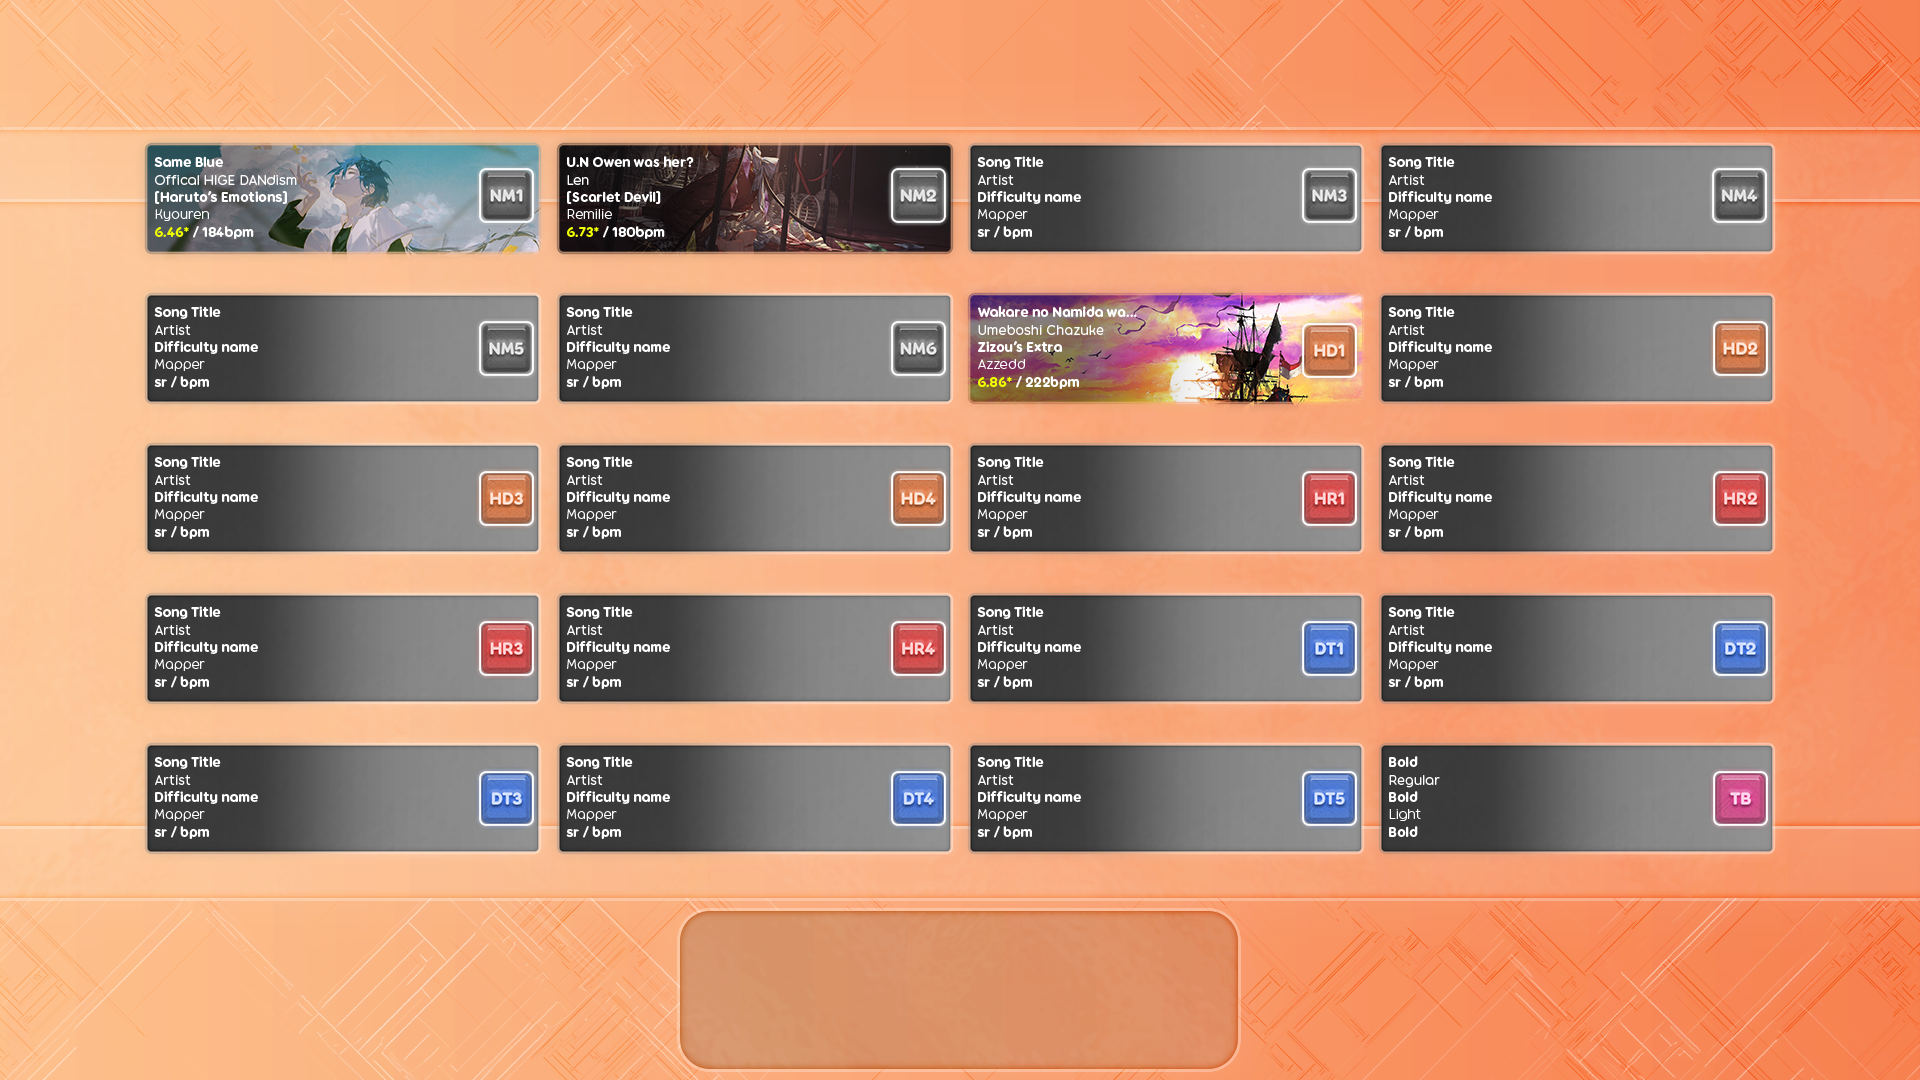 Same Blue
Offical HIGE DANdism
[Haruto's Emotions]
Kyouren
6.46* / 184bpm
NM1
U.N Owen was her?
Len
[Scarlet Devil]
Remilie
6.73* / 180bpm
NM2
Song Title
Artist
Difficulty name
Mapper
sr / bpm
NM3
Song Title
Artist
Difficulty name
Mapper
sr / bpm
NM4
Song Title
Artist
Difficulty name
Mapper
sr / bpm
NM5
Song Title
Artist
Difficulty name
Mapper
sr / bpm
NM6
Wakare no Namida wa...
Umeboshi Chazuke
Zizou's Extra
Azzedd
6.86* / 222bpm
HD1
Song Title
Artist
Difficulty name
Mapper
sr / bpm
HD2
Song Title
Artist
Difficulty name
Mapper
sr / bpm
HD3
Song Title
Artist
Difficulty name
Mapper
sr / bpm
HD4
Song Title
Artist
Difficulty name
Mapper
sr / bpm
HR1
Song Title
Artist
Difficulty name
Mapper
sr / bpm
HR2
Song Title
Artist
Difficulty name
Mapper
sr / bpm
HR3
Song Title
Artist
Difficulty name
Mapper
sr / bpm
HR4
Song Title
Artist
Difficulty name
Mapper
sr / bpm
DT1
Song Title
Artist
Difficulty name
Mapper
sr / bpm
DT2
Song Title
Artist
Difficulty name
Mapper
sr / bpm
DT3
Song Title
Artist
Difficulty name
Mapper
sr / bpm
DT4
Song Title
Artist
Difficulty name
Mapper
sr / bpm
DT5
Bold
Regular
Bold
Light
Bold
TB